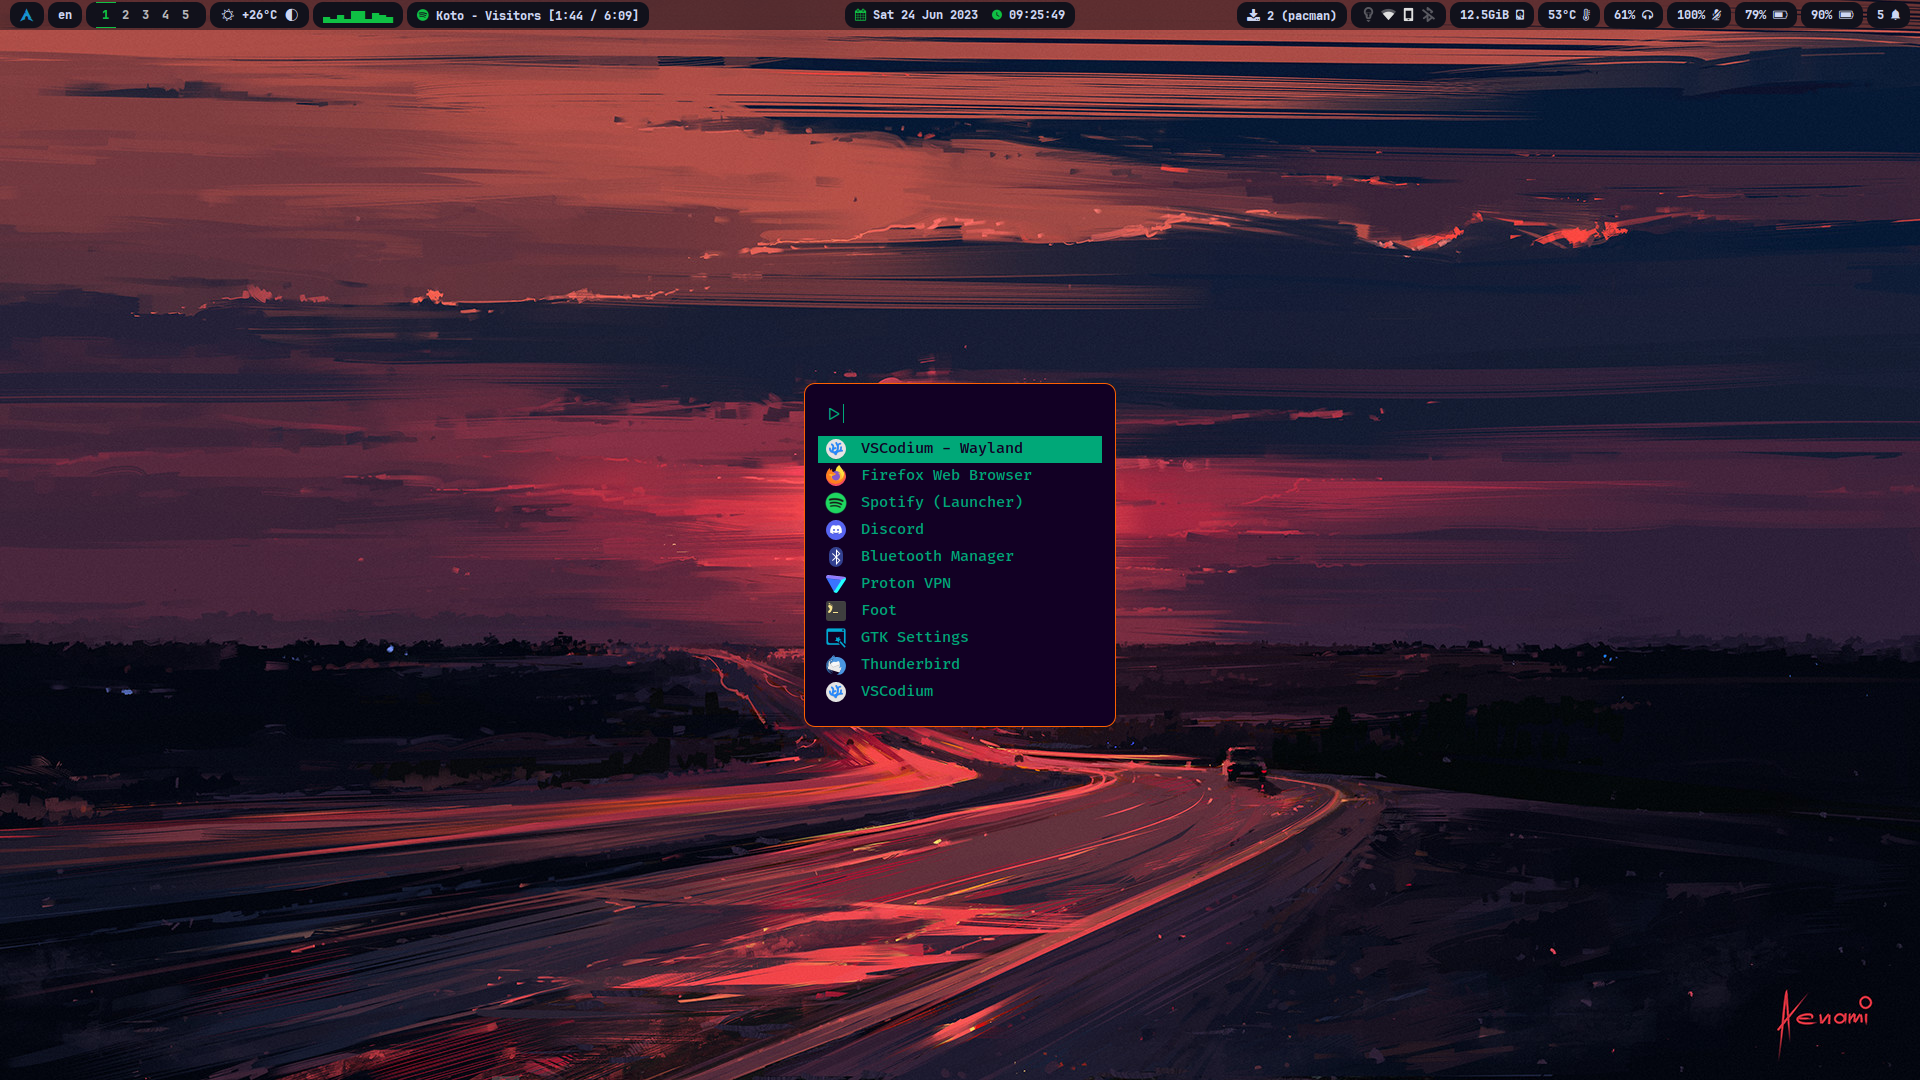 en
1 2 3 4 5
+26°C
Koto - Visitors [1:44 / 6:09]
Sat 24 Jun 2023 09:25:49
2 (pacman)
12.5GiB
53°C
61%
100%
79%
90%
5
VSCodium - Wayland
Firefox Web Browser
Spotify (Launcher)
Discord
Bluetooth Manager
Proton VPN
Foot
GTK Settings
Thunderbird
VSCodium
Aenami